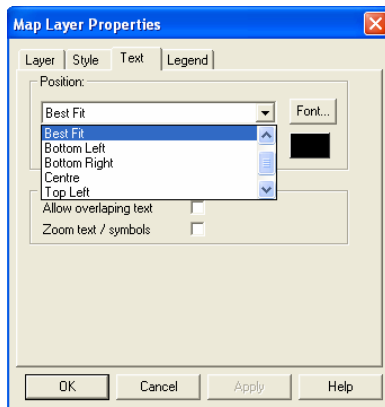 Map Layer Properties
Layer Style Text Legend
Position:
Best Fit Font...
Best Fit
Bottom Left
Bottom Right
Centre
Top Left
Allow overlaping text
Zoom text / symbols
OK Cancel Apply Help